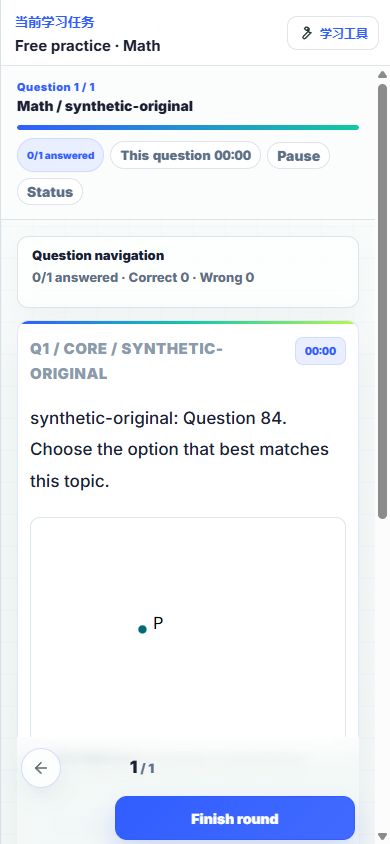 当前学习任务
Free practice · Math
学习工具
Question 1 / 1
Math / synthetic-original
0/1 answered
This question 00:00
Pause
Status
Question navigation
0/1 answered · Correct 0 · Wrong 0
Q1 / CORE / SYNTHETIC-
ORIGINAL
00:00
synthetic-original: Question 84.
Choose the option that best matches
this topic.
P
1 / 1
Finish round